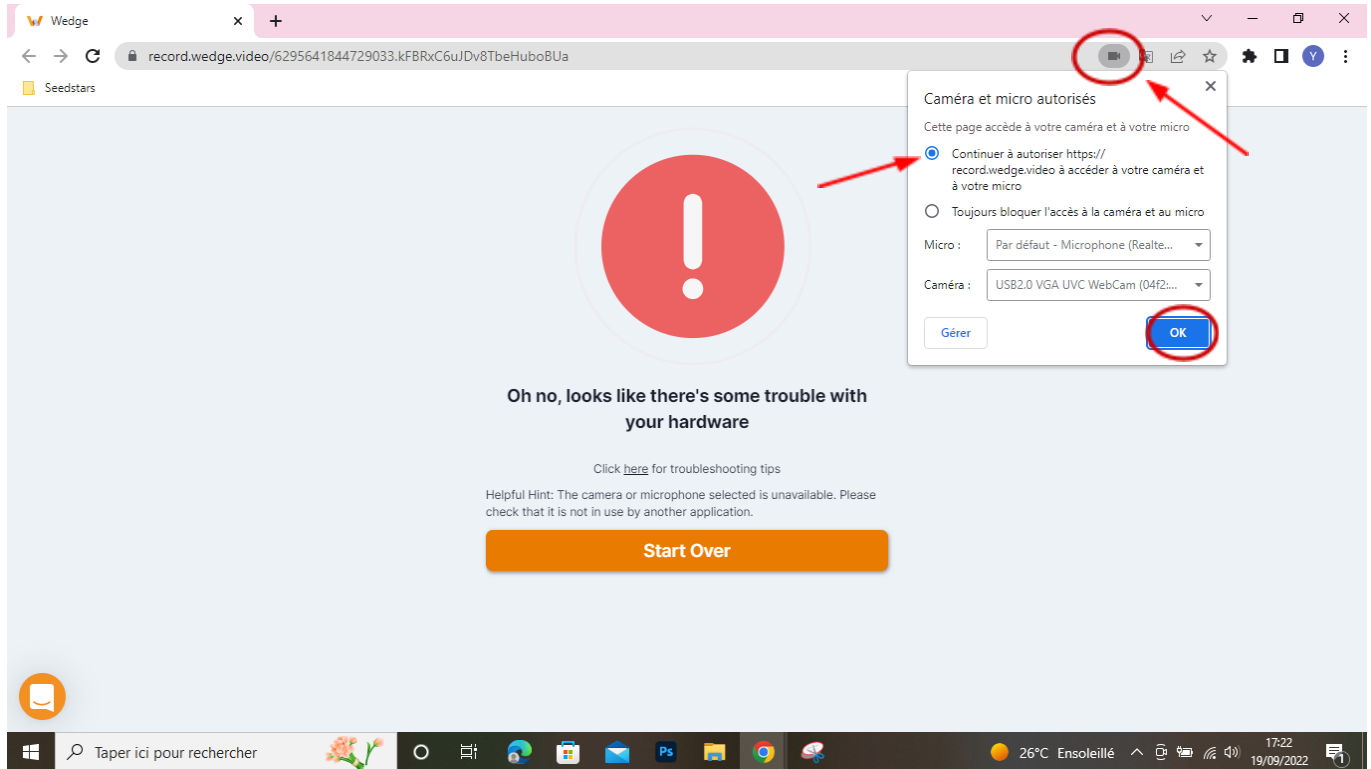 Wedge
record.wedge.video/6295641844729033.kFBRxC6uJDv8TbeHuboBUa
Y
Seedstars
Caméra et micro autorisés
Cette page accède à votre caméra et à votre micro
Continuer à autoriser https://
record.wedge.video à accéder à votre caméra et
à votre micro
Toujours bloquer l'accès à la caméra et au micro
Micro :
Par défaut - Microphone (Realte...
Caméra :
USB2.0 VGA UVC WebCam (04f2:...
Gérer
OK
Oh no, looks like there's some trouble with
your hardware
Click here for troubleshooting tips
Helpful Hint: The camera or microphone selected is unavailable. Please
check that it is not in use by another application.
Start Over
Taper ici pour rechercher
Ps
26°C Ensoleillé
17:22
19/09/2022
1